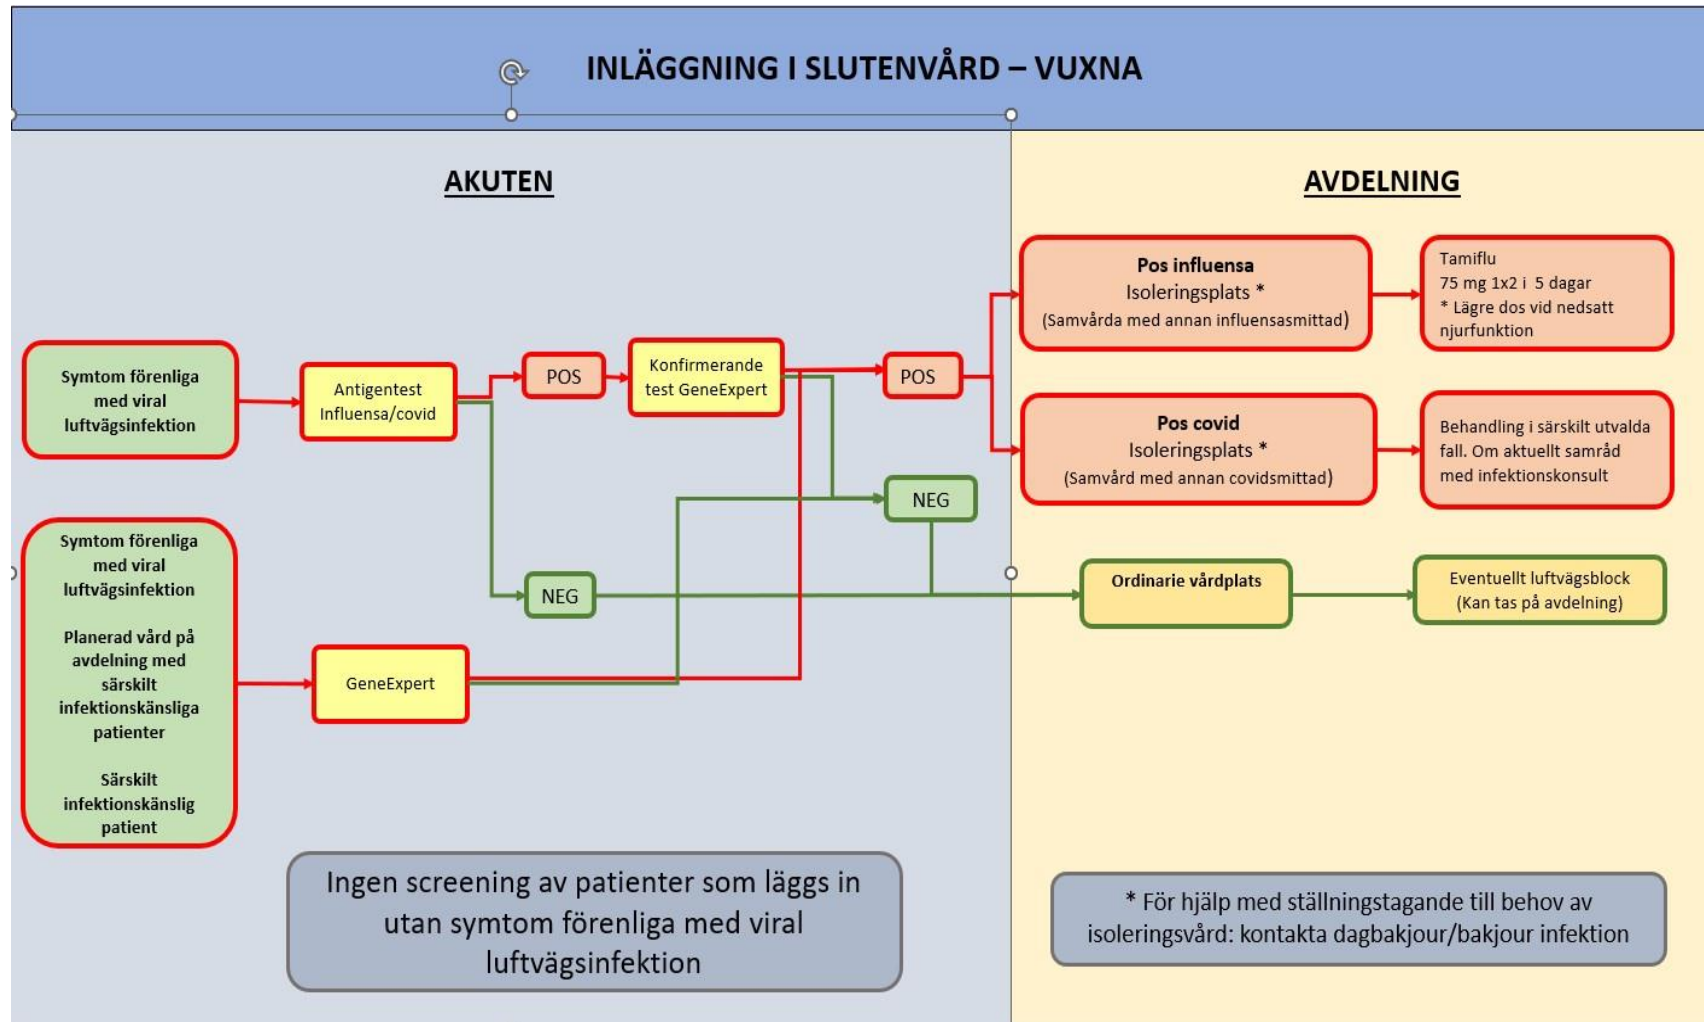 INLÄGGNING I SLUTENVÅRD – VUXNA
AKUTEN
Symtom förenliga
med viral
luftvägsinfektion
Antigentest
Influensa/covid
POS
Konfirmerande
test GeneExpert
POS
NEG
NEG
Symtom förenliga
med viral
luftvägsinfektion
Planerad vård på
avdelning med
särskilt
infektionskänsliga
patienter
Särskilt
infektionskänslig
patient
GeneExpert
Ingen screening av patienter som läggs in
utan symtom förenliga med viral
luftvägsinfektion
AVDELNING
Pos influensa
Isoleringsplats *
(Samvårda med annan influensasmittad)
Tamiflu
75 mg 1x2 i 5 dagar
* Lägre dos vid nedsatt
njurfunktion
Pos covid
Isoleringsplats *
(Samvård med annan covidsmittad)
Behandling i särskilt utvalda
fall. Om aktuellt samråd
med infektionskonsult
Ordinarie vårdplats
Eventuellt luftvägsblock
(Kan tas på avdelning)
* För hjälp med ställningstagande till behov av
isoleringsvård: kontakta dagbakjour/bakjour infektion